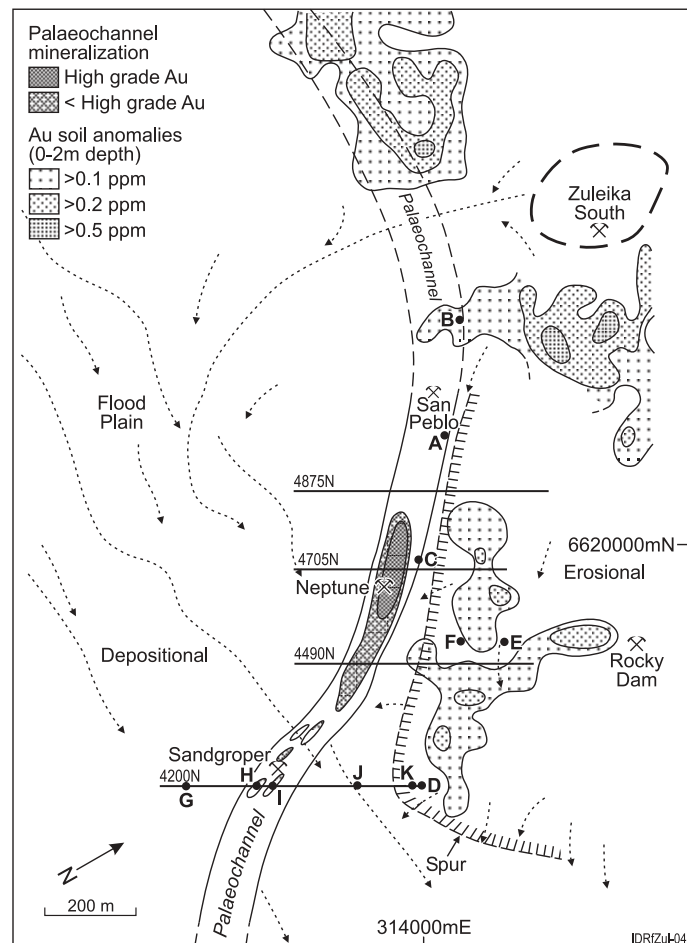 Palaeochannel
mineralization
High grade Au
< High grade Au
Au soil anomalies
(0-2m depth)
>0.1 ppm
>0.2 ppm
>0.5 ppm
Zuleika
South
Palaeochannel
B
San
Peblo
A
Flood
Plain
4875N
6620000mN
4705N
C
Erosional
Neptune
F
E
4490N
Rocky
Dam
Depositional
Sandgroper
4200N
H
J
K
D
G
I
Palaeochannel
Spur
N
200 m
314000mE
IDRfZul-04